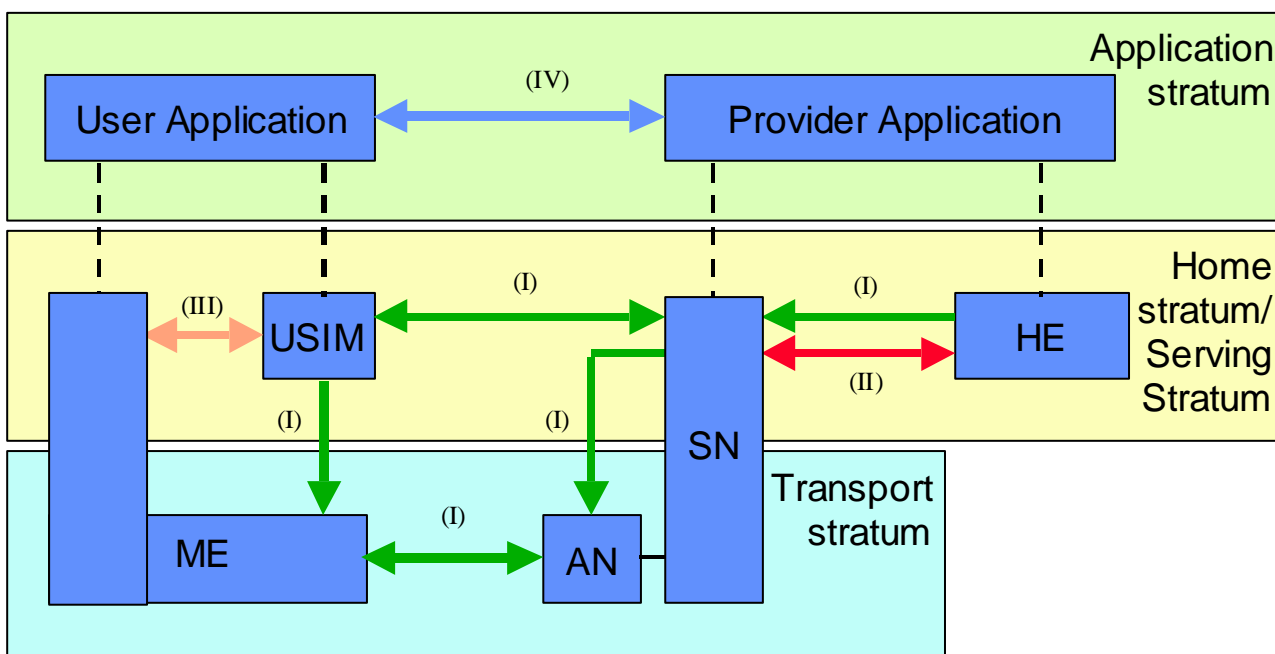 Application
stratum
(IV)
User Application
Provider Application
Home
stratum/
Serving
Stratum
(I)
(I)
(III)
USIM
HE
(II)
(I)
(I)
SN
Transport
stratum
(I)
ME
AN